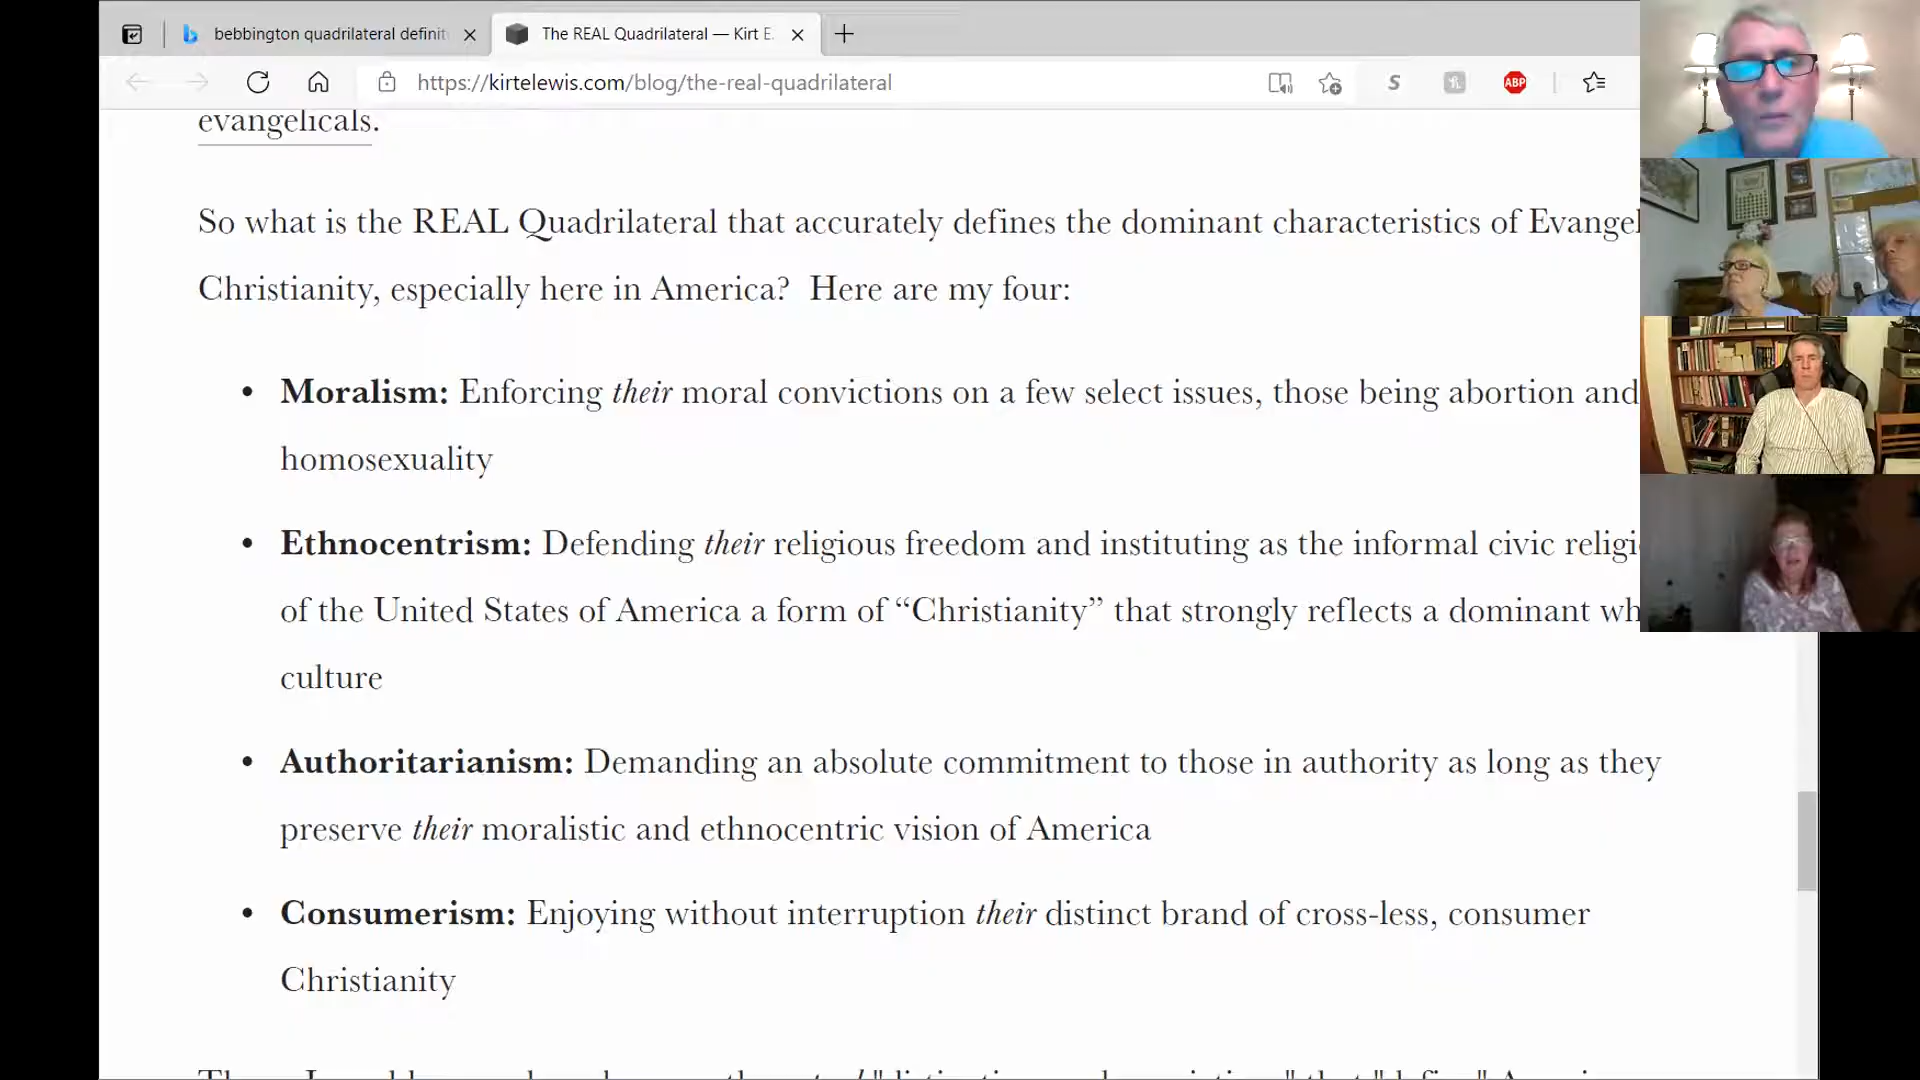 bebbington quadrilateral definit
The REAL Quadrilateral — Kirt E.
https://kirtelewis.com/blog/the-real-quadrilateral
S
ABP
evangelicals.
So what is the REAL Quadrilateral that accurately defines the dominant characteristics of Evangel
Christianity, especially here in America? Here are my four:
• Moralism: Enforcing their moral convictions on a few select issues, those being abortion and
homosexuality
• Ethnocentrism: Defending their religious freedom and instituting as the informal civic religi
of the United States of America a form of “Christianity” that strongly reflects a dominant wh
culture
• Authoritarianism: Demanding an absolute commitment to those in authority as long as they
preserve their moralistic and ethnocentric vision of America
• Consumerism: Enjoying without interruption their distinct brand of cross-less, consumer
Christianity